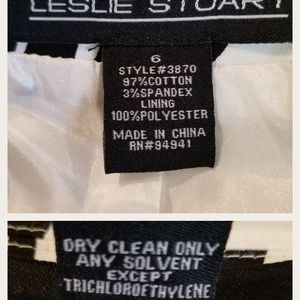 LESLIE STUART
6
STYLE#3870
97%COTTON
3%SPANDEX
LINING
100%POLYESTER
MADE IN CHINA
RN#94941
DRY CLEAN ONLY
ANY SOLVENT
EXCEPT
TRICHLOROETHYLENE